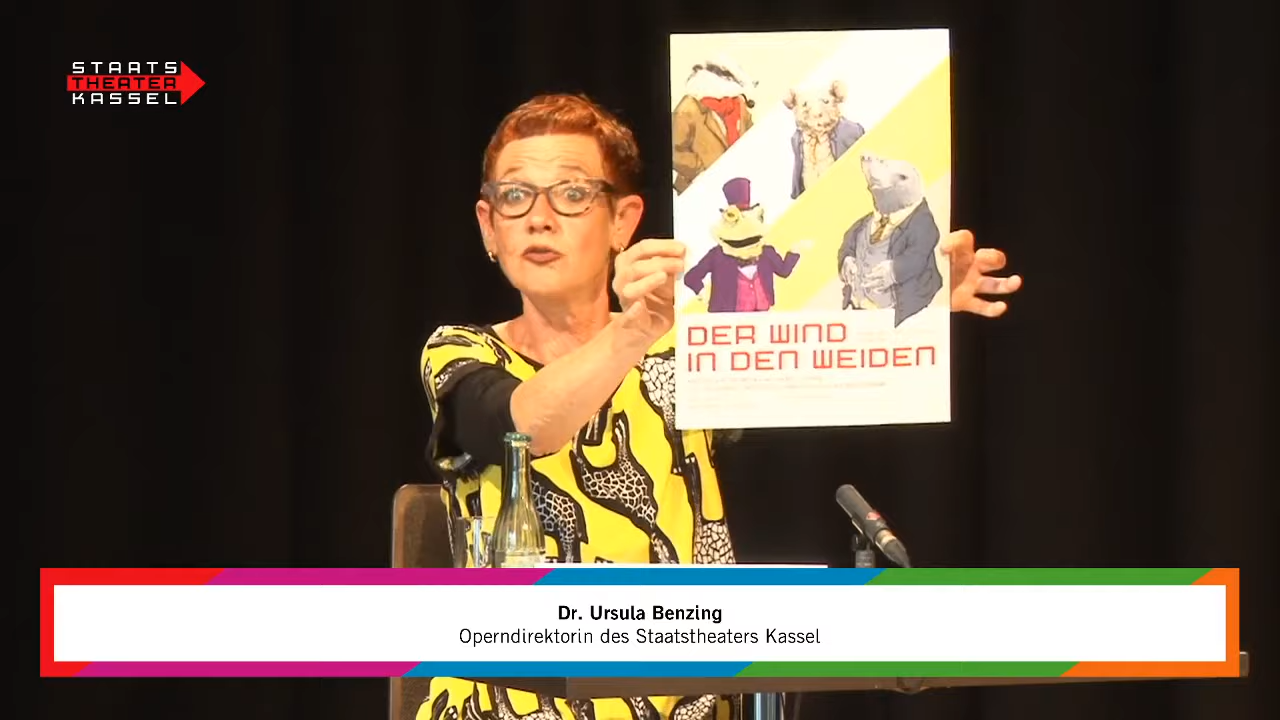 STAATS
THEATER
KASSEL
DER WIND
IN DEN WEIDEN
Dr. Ursula Benzing
Operndirektorin des Staatstheaters Kassel